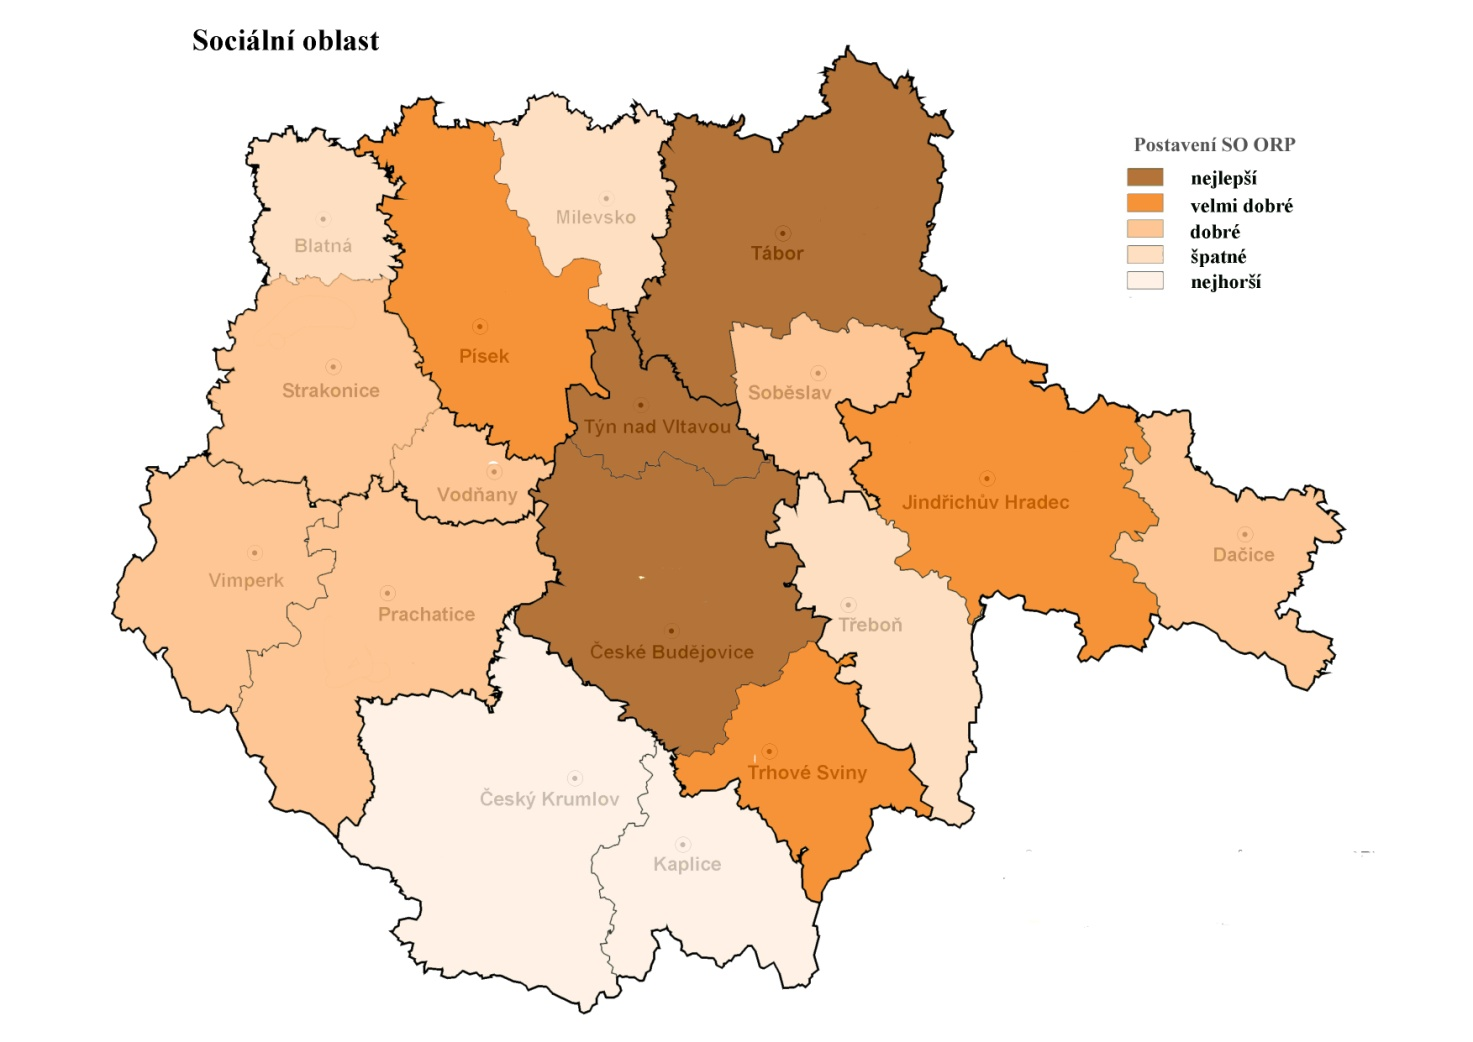 Sociální oblast
Postavení SO ORP
nejlepší
velmi dobré
dobré
špatné
nejhorší
Milevsko
Blatná
Tábor
Písek
Strakonice
Soběslav
Týn nad Vltavou
Vodňany
Jindřichův Hradec
Dačice
Vimperk
Prachatice
Třeboň
České Budějovice
Trhové Sviny
Český Krumlov
Kaplice